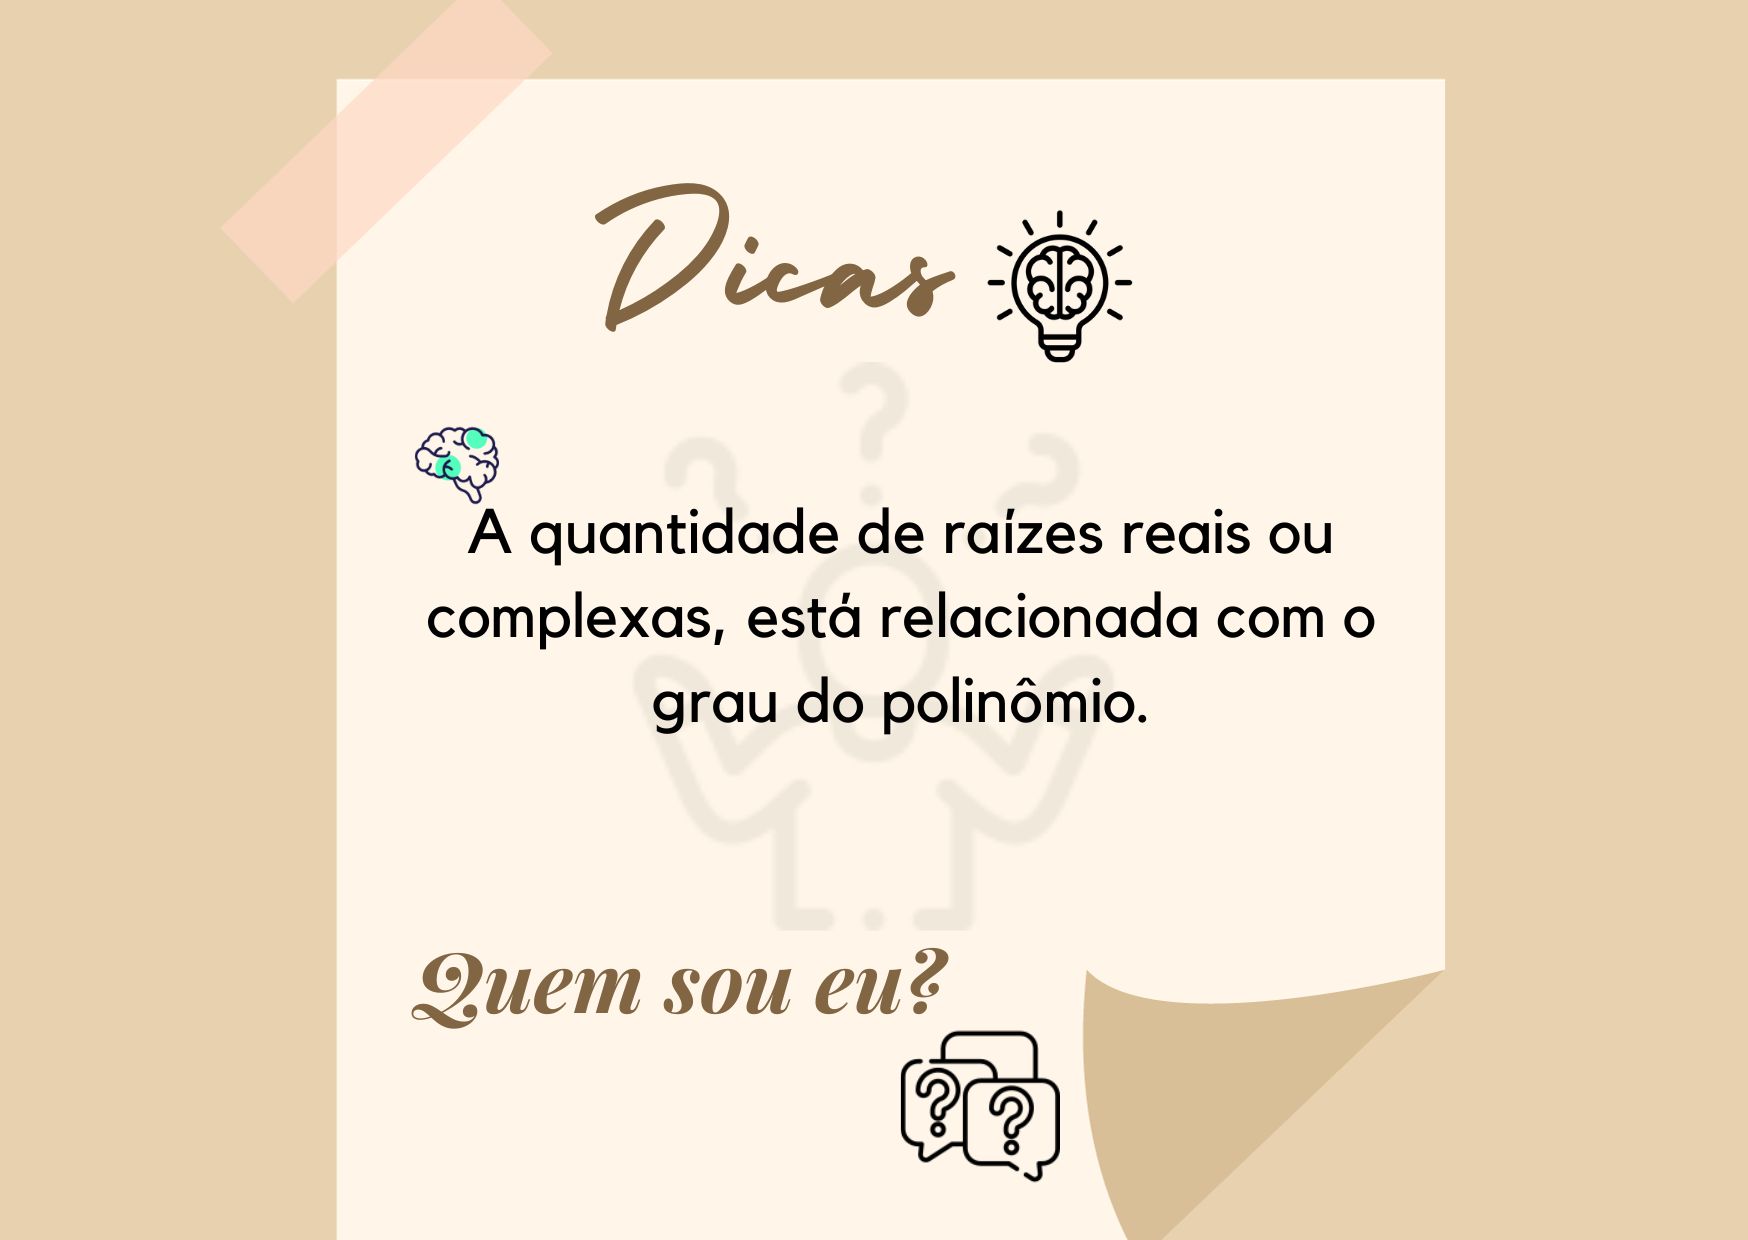 Dicas
A quantidade de raízes reais ou
complexas, está relacionada com o
grau do polinômio.
Quem sou eu?